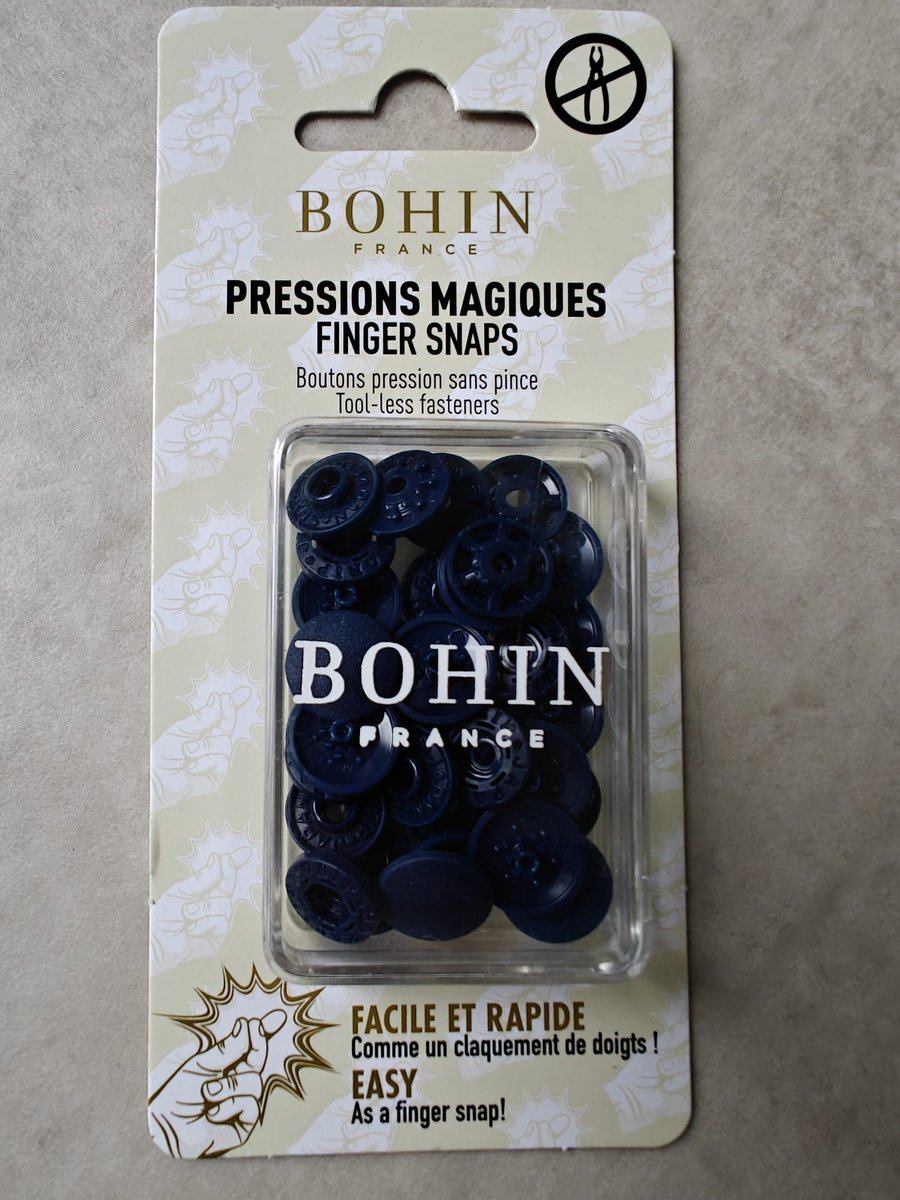 BOHIN
FRANCE
PRESSIONS MAGIQUES
FINGER SNAPS
Boutons pression sans pince
Tool-less fasteners
BOHIN
FRANCE
FACILE ET RAPIDE
Comme un claquement de doigts !
EASY
As a finger snap!